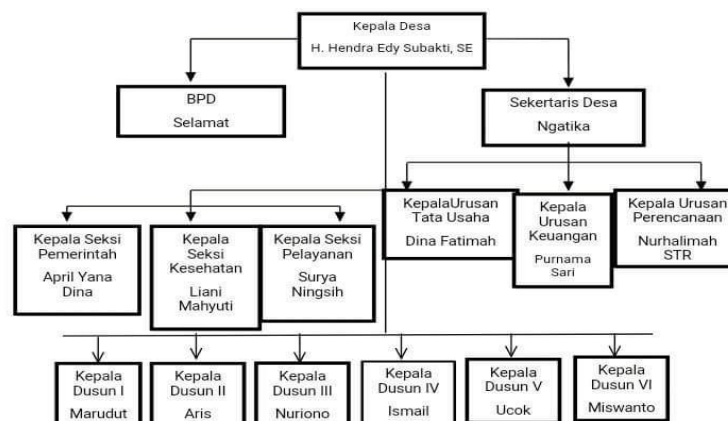 Kepala Desa
H. Hendra Edy Subakti, SE
BPD
Selamat
Sekertaris Desa
Ngatika
KepalaUrusan
Tata Usaha
Dina Fatimah
Kepala
Urusan
Keuangan
Purnama
Sari
Kepala Urusan
Perencanaan
Nurhalimah
STR
Kepala Seksi
Pemerintah
April Yana
Dina
Kepala
Seksi
Kesehatan
Liani
Mahyuti
Kepala Seksi
Pelayanan
Surya
Ningsih
Kepala
Dusun I
Marudut
Kepala
Dusun II
Aris
Kepala
Dusun III
Nuriono
Kepala
Dusun IV
Ismail
Kepala
Dusun V
Ucok
Kepala
Dusun VI
Miswanto